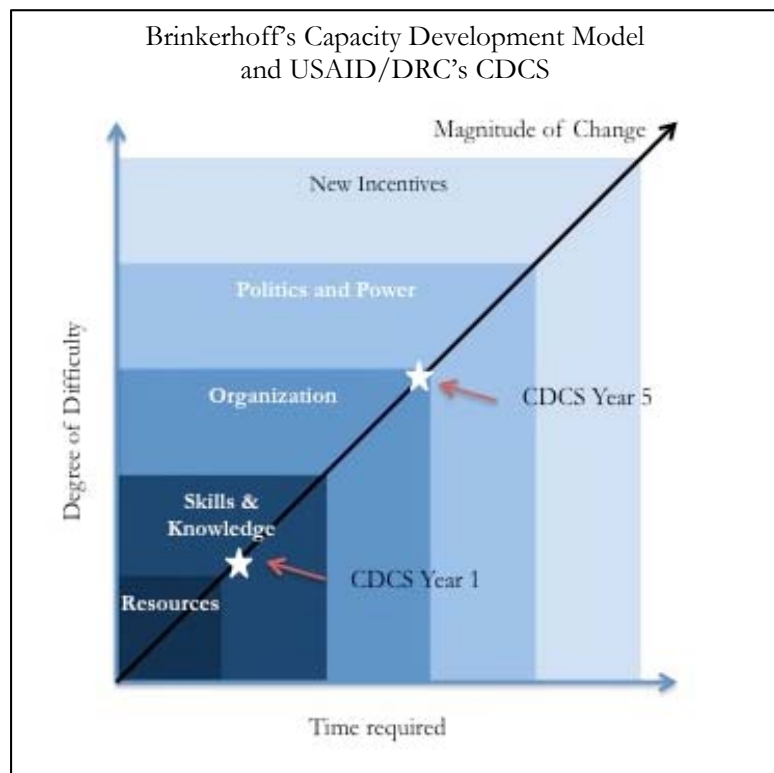 Brinkerhoff's Capacity Development Model
and USAID/DRC's CDCS
Magnitude of Change
New Incentives
Politics and Power
Degree of Difficulty
Organization
CDCS Year 5
Skills &
Knowledge
CDCS Year 1
Resources
Time required